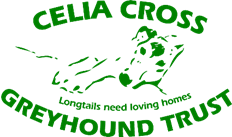 CELIA CROSS
Longtails need loving homes
GREYHOUND TRUST